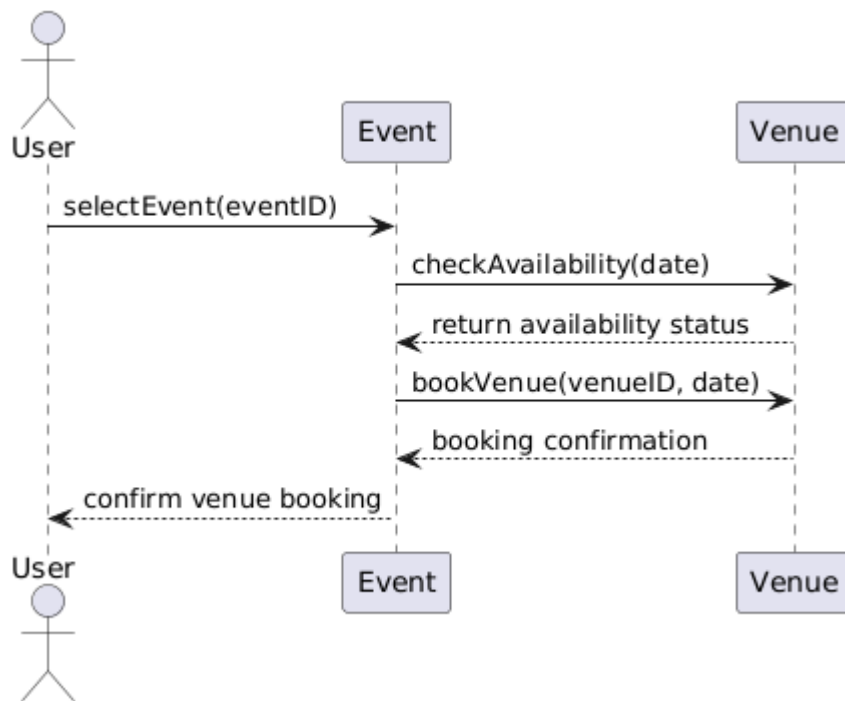 User
Event
Venue
selectEvent(eventID)
checkAvailability(date)
return availability status
bookVenue(venueID, date)
booking confirmation
confirm venue booking
User
Event
Venue